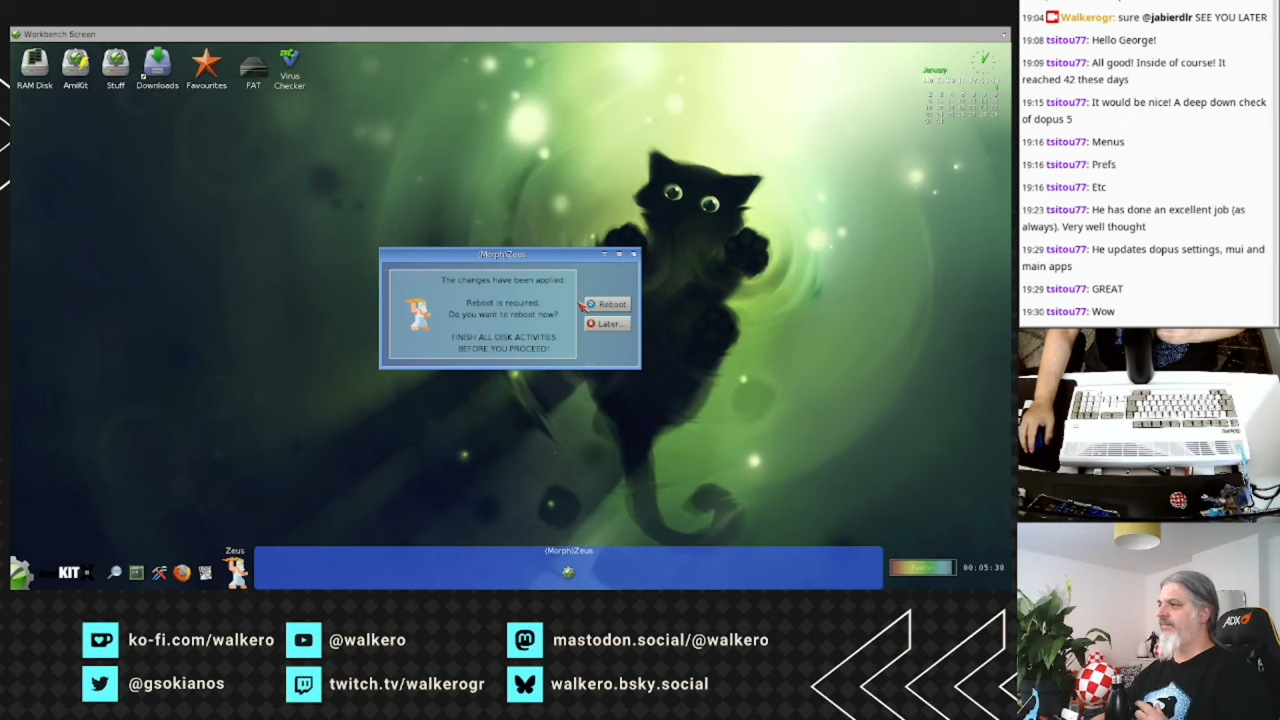 Workbench Screen
RAM Disk
AmiKit
Stuff
Downloads
Favourites
FAT
Virus
Checker
January
(Morph)Zeus
The changes have been applied.
Reboot is required.
Do you want to reboot now?
FINISH ALL DISK ACTIVITIES
BEFORE YOU PROCEED!
Reboot
Later...
Zeus
(Morph)Zeus
KIT
00:05:30
19:04 Walkerogr: sure @jabierdlr SEE YOU LATER
19:08 tsitou77: Hello George!
19:09 tsitou77: All good! Inside of course! It
reached 42 these days
19:15 tsitou77: It would be nice! A deep down check
of dopus 5
19:16 tsitou77: Menus
19:16 tsitou77: Prefs
19:16 tsitou77: Etc
19:23 tsitou77: He has done an excellent job (as
always). Very well thought
19:29 tsitou77: He updates dopus settings, mui and
main apps
19:29 tsitou77: GREAT
19:30 tsitou77: Wow
ADX
ko-fi.com/walkero
@walkero
mastodon.social/@walkero
@gsokianos
twitch.tv/walkerogr
walkero.bsky.social